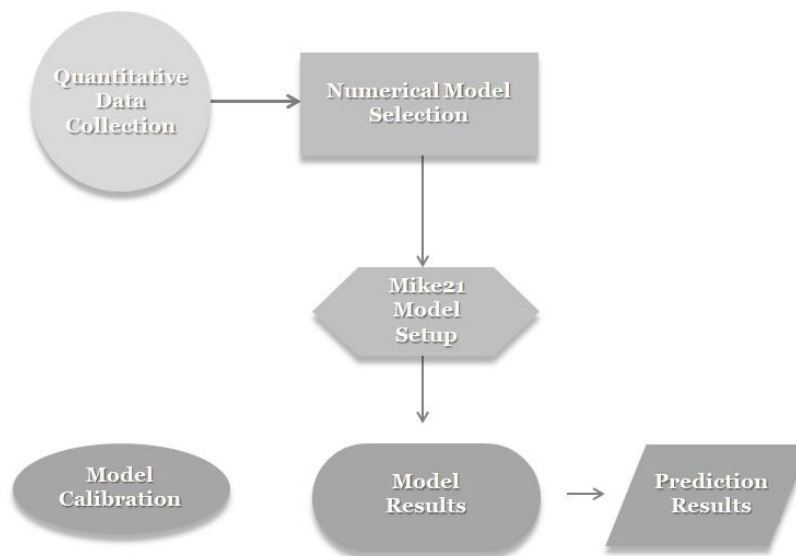 Quantitative
Data
Collection
Numerical Model
Selection
Mike21
Model
Setup
Model
Calibration
Model
Results
Prediction
Results